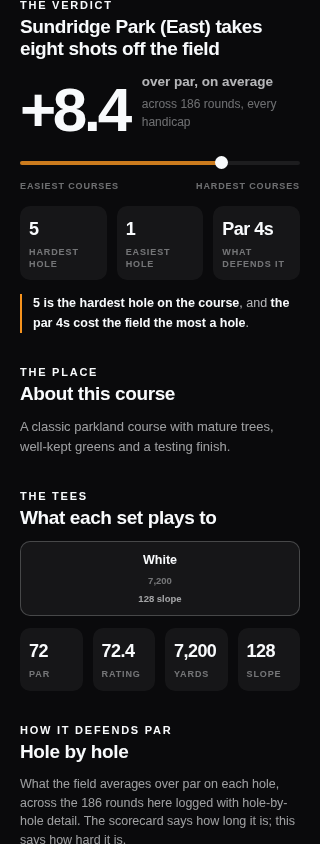 THE VERDICT
Sundridge Park (East) takes
eight shots off the field
+8.4
over par, on average
across 186 rounds, every
handicap
EASIEST COURSES
HARDEST COURSES
5
HARDEST
HOLE
1
EASIEST
HOLE
Par 4s
WHAT
DEFENDS IT
5 is the hardest hole on the course, and the
par 4s cost the field the most a hole.
THE PLACE
About this course
A classic parkland course with mature trees,
well-kept greens and a testing finish.
THE TEES
What each set plays to
White
7,200
128 slope
72
PAR
72.4
RATING
7,200
YARDS
128
SLOPE
HOW IT DEFENDS PAR
Hole by hole
What the field averages over par on each hole,
across the 186 rounds here logged with hole-by-
hole detail. The scorecard says how long it is; this
says how hard it is.